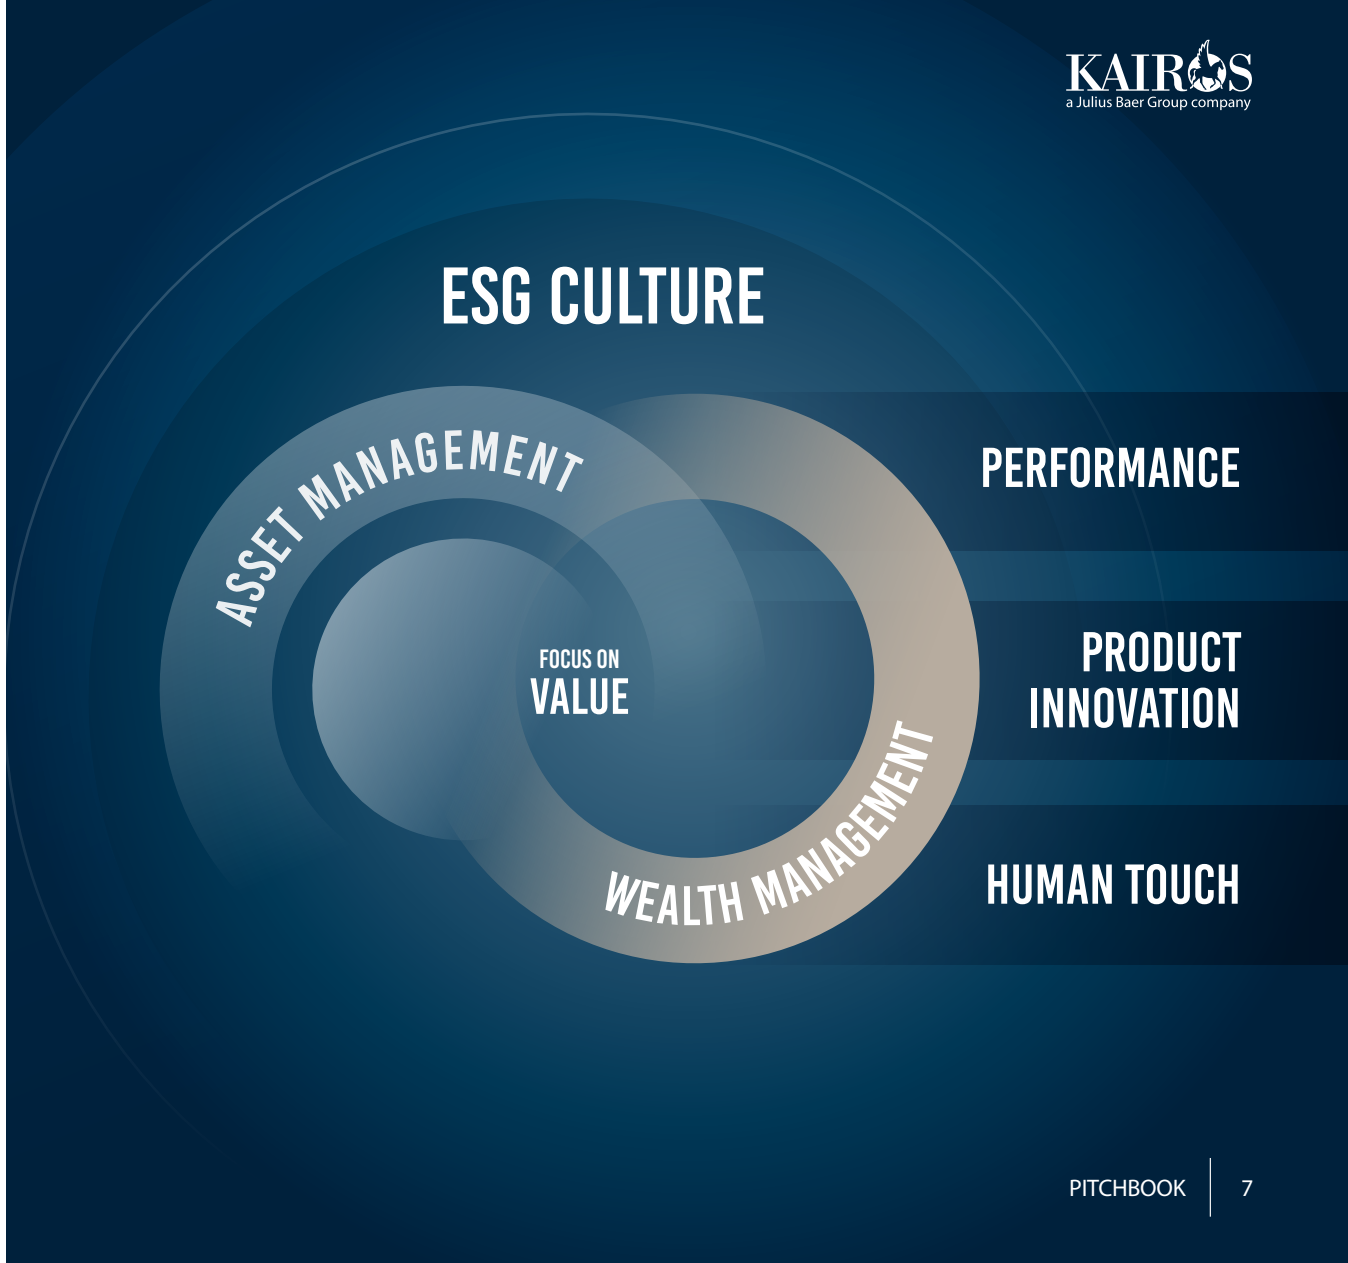 KAIROS
a Julius Baer Group company
ESG CULTURE
ASSET MANAGEMENT
PERFORMANCE
FOCUS ON
VALUE
PRODUCT
INNOVATION
WEALTH MANAGEMENT
HUMAN TOUCH
PITCHBOOK 7